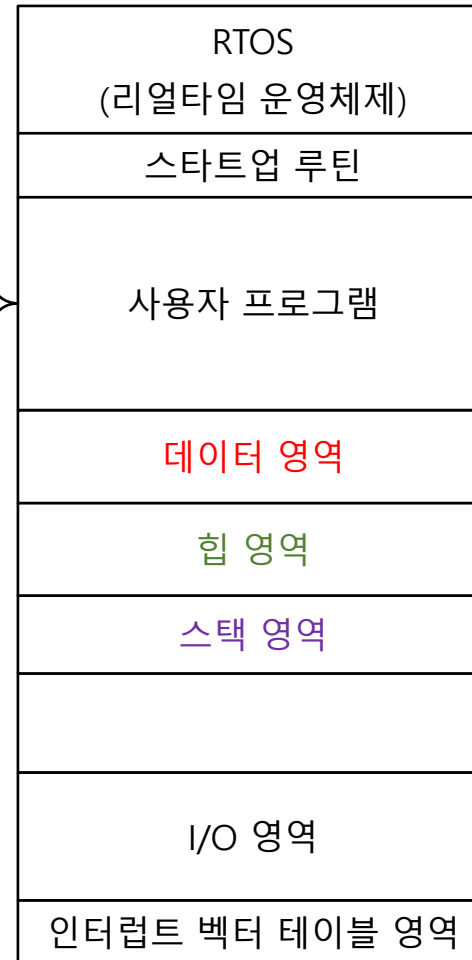 RTOS
(리얼타임 운영체제)
스타트업 루틴
사용자 프로그램
데이터 영역
힙 영역
스택 영역
I/O 영역
인터럽트 벡터 테이블 영역